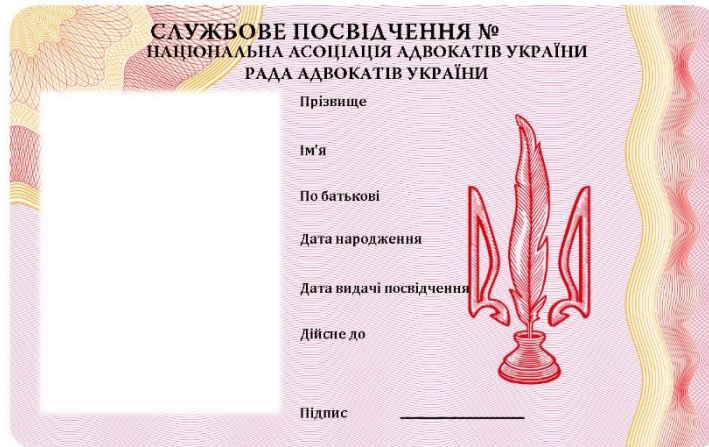 СЛУЖБОВЕ ПОСВІДЧЕННЯ №
НАЦІОНАЛЬНА АСОЦІАЦІЯ АДВОКАТІВ УКРАЇНИ
РАДА АДВОКАТІВ УКРАЇНИ
Прізвище
Ім'я
По батькові
Дата народження
Дата видачі посвідчення
Дійсне до
Підпис